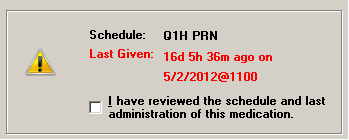 Schedule: Q1H PRN
Last Given: 16d 5h 36m ago on
5/2/2012@1100
I have reviewed the schedule and last
administration of this medication.